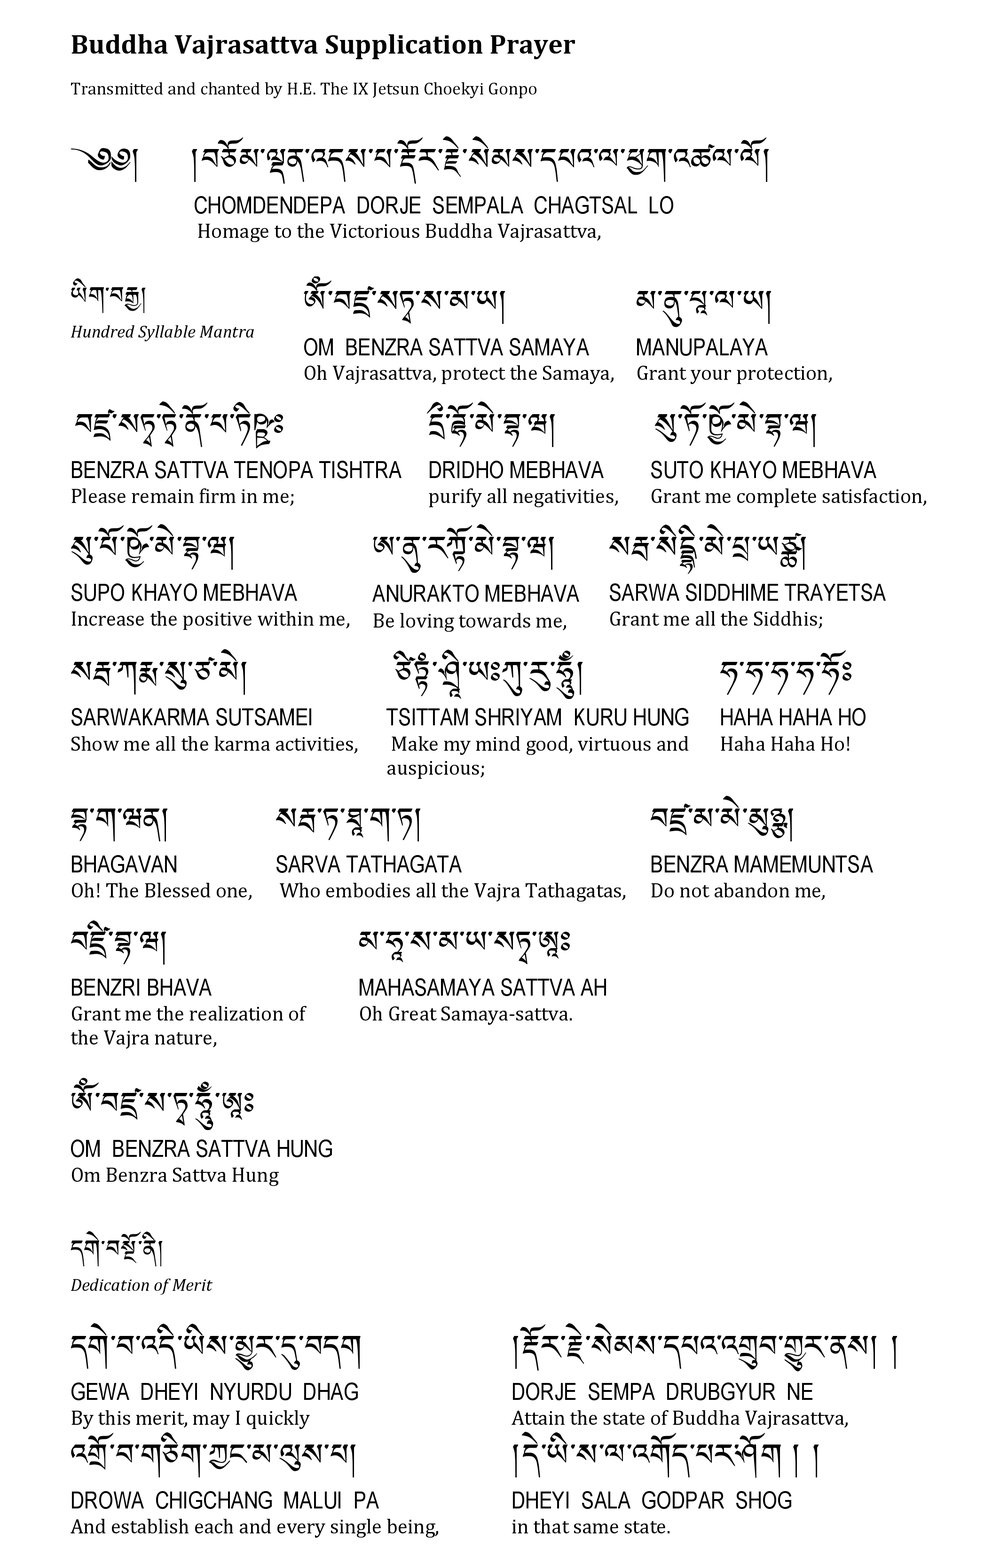 Buddha Vajrasattva Supplication Prayer
Transmitted and chanted by H.E. The IX Jetsun Choekyi Gonpo
༄༅། །བཅོམ་ལྡན་འདས་པ་རྡོར་རྗེ་སེམས་དཔའ་ལ་ཕྱག་འཚལ་ལོ།
CHOMDENDEPA DORJE SEMPALA CHAGTSAL LO
Homage to the Victorious Buddha Vajrasattva,
ཡིག་བརྒྱ། ཨོཾ་བཛྲ་སཏྭ་ས་མ་ཡ། མ་ནུ་པཱ་ལ་ཡ།
Hundred Syllable Mantra
OM BENZRA SATTVA SAMAYA MANUPALAYA
Oh Vajrasattva, protect the Samaya, Grant your protection,
བཛྲ་སཏྭ་ཏྭེ་ནོ་པ་ཏིཥྛཿ དྲྀ་ཌྷོ་མེ་བྷ་ཝ། སུ་ཏོ་ཁྱོ་མེ་བྷ་ཝ།
BENZRA SATTVA TENOPA TISHTRA DRIDHO MEBHAVA SUTO KHAYO MEBHAVA
Please remain firm in me; purify all negativities, Grant me complete satisfaction,
སུ་པོ་ཁྱོ་མེ་བྷ་ཝ། ཨ་ནུ་རཀྟོ་མེ་བྷ་ཝ། སརྦ་སིདྡྷི་མེ་པྲ་ཡཙྪ།
SUPO KHAYO MEBHAVA ANURAKTO MEBHAVA SARWA SIDDHIME TRAYETSA
Increase the positive within me, Be loving towards me, Grant me all the Siddhis;
སརྦ་ཀརྨ་སུ་ཙ་མེ། ཙིཏྟཾ་ཤྲཱི་ཡཿཀུ་རུ་ཧཱུྃ། ཧ་ཧ་ཧ་ཧ་ཧོཿ
SARWAKARMA SUTSAMEI TSITTAM SHRIYAM KURU HUNG HAHA HAHA HO
Show me all the karma activities, Make my mind good, virtuous and Haha Haha Ho!
auspicious;
བྷ་ག་ཝན། སརྦ་ཏ་ཐཱ་ག་ཏ། བཛྲ་མ་མེ་མུཉྩ།
BHAGAVAN SARVA TATHAGATA BENZRA MAMEMUNTSA
Oh! The Blessed one, Who embodies all the Vajra Tathagatas, Do not abandon me,
བཛྲི་བྷ་ཝ། མ་ཧཱ་ས་མ་ཡ་སཏྭ་ཨཱཿ
BENZRI BHAVA MAHASAMAYA SATTVA AH
Grant me the realization of Oh Great Samaya-sattva.
the Vajra nature,
ཨོཾ་བཛྲ་ས་ཏྭ་ཧཱུྃ་ཨཱཿ
OM BENZRA SATTVA HUNG
Om Benzra Sattva Hung
དགེ་བསྔོ་ནི།
Dedication of Merit
དགེ་བ་འདི་ཡིས་མྱུར་དུ་བདག །རྡོར་རྗེ་སེམས་དཔའ་འགྲུབ་གྱུར་ནས། །
GEWA DHEYI NYURDU DHAG DORJE SEMPA DRUBGYUR NE
By this merit, may I quickly Attain the state of Buddha Vajrasattva,
འགྲོ་བ་གཅིག་ཀྱང་མ་ལུས་པ། །དེ་ཡི་ས་ལ་འགོད་པར་ཤོག ། །
DROWA CHIGCHANG MALUI PA DHEYI SALA GODPAR SHOG
And establish each and every single being, in that same state.